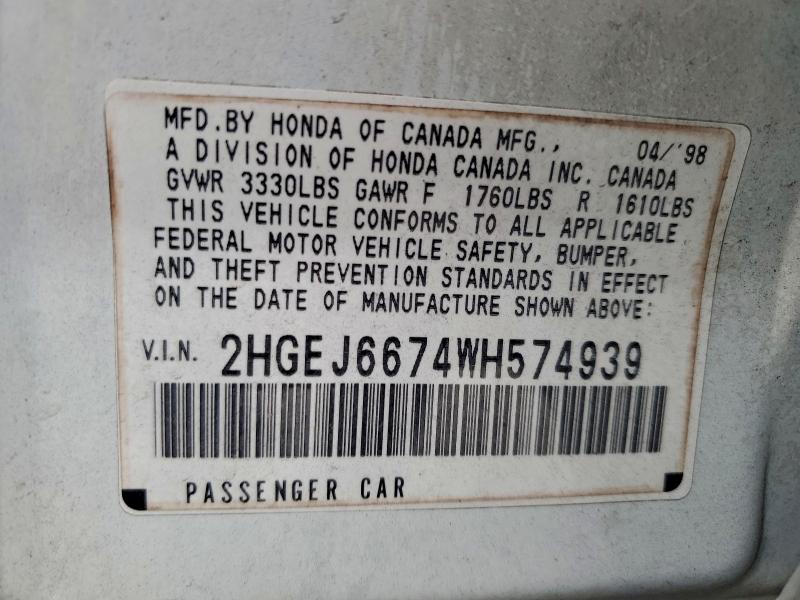 MFD.BY HONDA OF CANADA MFG., 04/'98
A DIVISION OF HONDA CANADA INC. CANADA
GVWR 3330LBS GAWR F 1760LBS R 1610LBS
THIS VEHICLE CONFORMS TO ALL APPLICABLE
FEDERAL MOTOR VEHICLE SAFETY, BUMPER,
AND THEFT PREVENTION STANDARDS IN EFFECT
ON THE DATE OF MANUFACTURE SHOWN ABOVE:
V.I.N. 2HGEJ6674WH574939
PASSENGER CAR